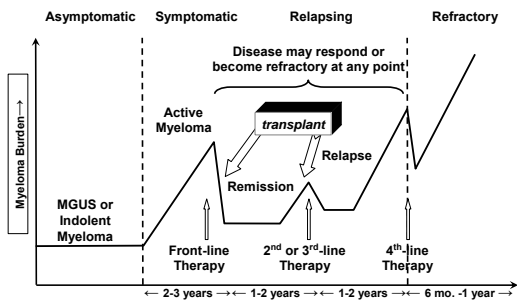 Asymptomatic Symptomatic Relapsing Refractory
Disease may respond or
become refractory at any point
Active
Myeloma
transplant
Relapse
Remission
Myeloma Burden→
MGUS or
Indolent
Myeloma
Front-line
Therapy
2nd or 3rd-line
Therapy
4th-line
Therapy
← 2-3 years → ← 1-2 years → ← 1-2 years → ← 6 mo. -1 year→